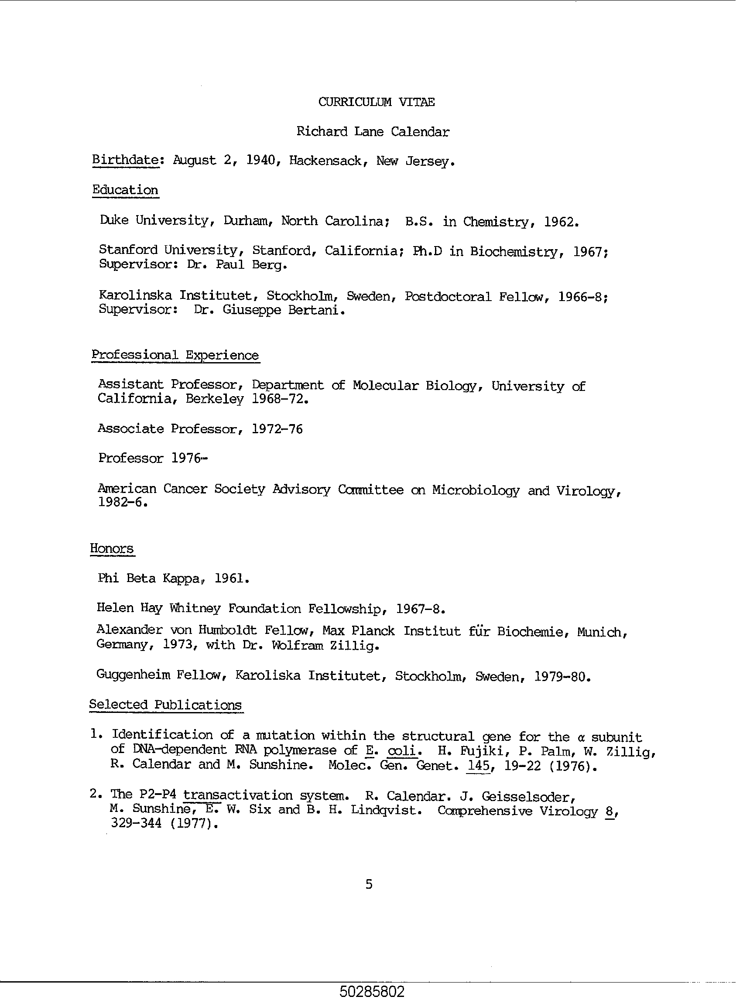 CURRICULUM VITAE
Richard Lane Calendar
Birthdate: August 2, 1940, Hackensack, New Jersey.
Education
Duke University, Durham, North Carolina; B.S. in Chemistry, 1962.
Stanford University, Stanford, California; Ph.D in Biochemistry, 1967;
Supervisor: Dr. Paul Berg.
Karolinska Institutet, Stockholm, Sweden, Postdoctoral Fellow, 1966-8;
Supervisor: Dr. Giuseppe Bertani.
Professional Experience
Assistant Professor, Department of Molecular Biology, University of
California, Berkeley 1968-72.
Associate Professor, 1972-76
Professor 1976-
American Cancer Society Advisory Committee on Microbiology and Virology,
1982-6.
Honors
Phi Beta Kappa, 1961.
Helen Hay Whitney Foundation Fellowship, 1967-8.
Alexander von Humboldt Fellow, Max Planck Institut für Biochemie, Munich,
Germany, 1973, with Dr. Wolfram Zillig.
Guggenheim Fellow, Karoliska Institutet, Stockholm, Sweden, 1979-80.
Selected Publications
1. Identification of a mutation within the structural gene for the α subunit
of DNA-dependent RNA polymerase of E. coli. H. Fujiki, P. Palm, W. Zillig,
R. Calendar and M. Sunshine. Molec. Gen. Genet. 145, 19-22 (1976).
2. The P2-P4 transactivation system. R. Calendar. J. Geisselsoder,
M. Sunshine, E. W. Six and B. H. Lindqvist. Comprehensive Virology 8,
329-344 (1977).
5
50285802